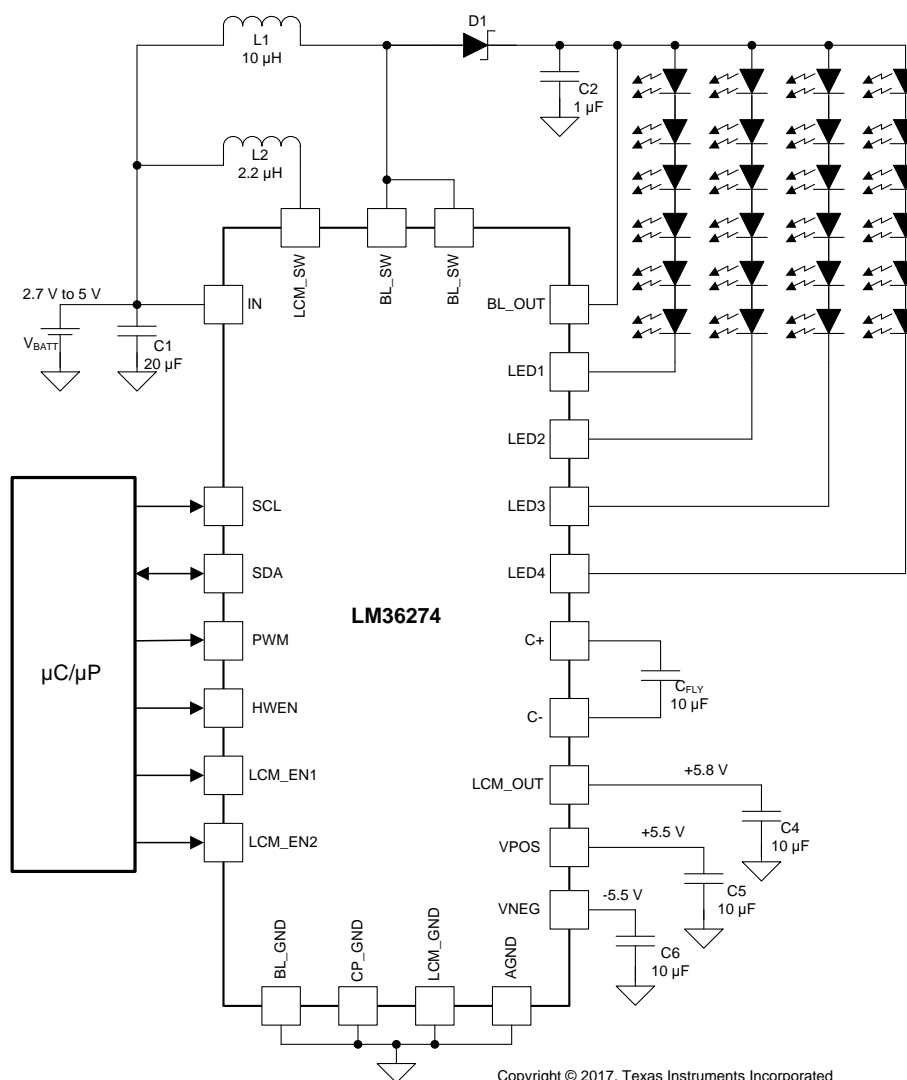 D1
L1
10 µH
C2
1 µF
L2
2.2 µH
LCM_SW
BL_SW
BL_SW
2.7 V to 5 V
IN
BL_OUT
VBATT
C1
20 µF
LED1
LED2
SCL
LED3
SDA
LED4
LM36274
µC/µP
PWM
C+
CFLY
10 µF
HWEN
C-
LCM_EN1
LCM_OUT
+5.8 V
C4
10 µF
LCM_EN2
VPOS
+5.5 V
C5
10 µF
VNEG
-5.5 V
C6
10 µF
BL_GND
CP_GND
LCM_GND
AGND
Copyright © 2017, Texas Instruments Incorporated